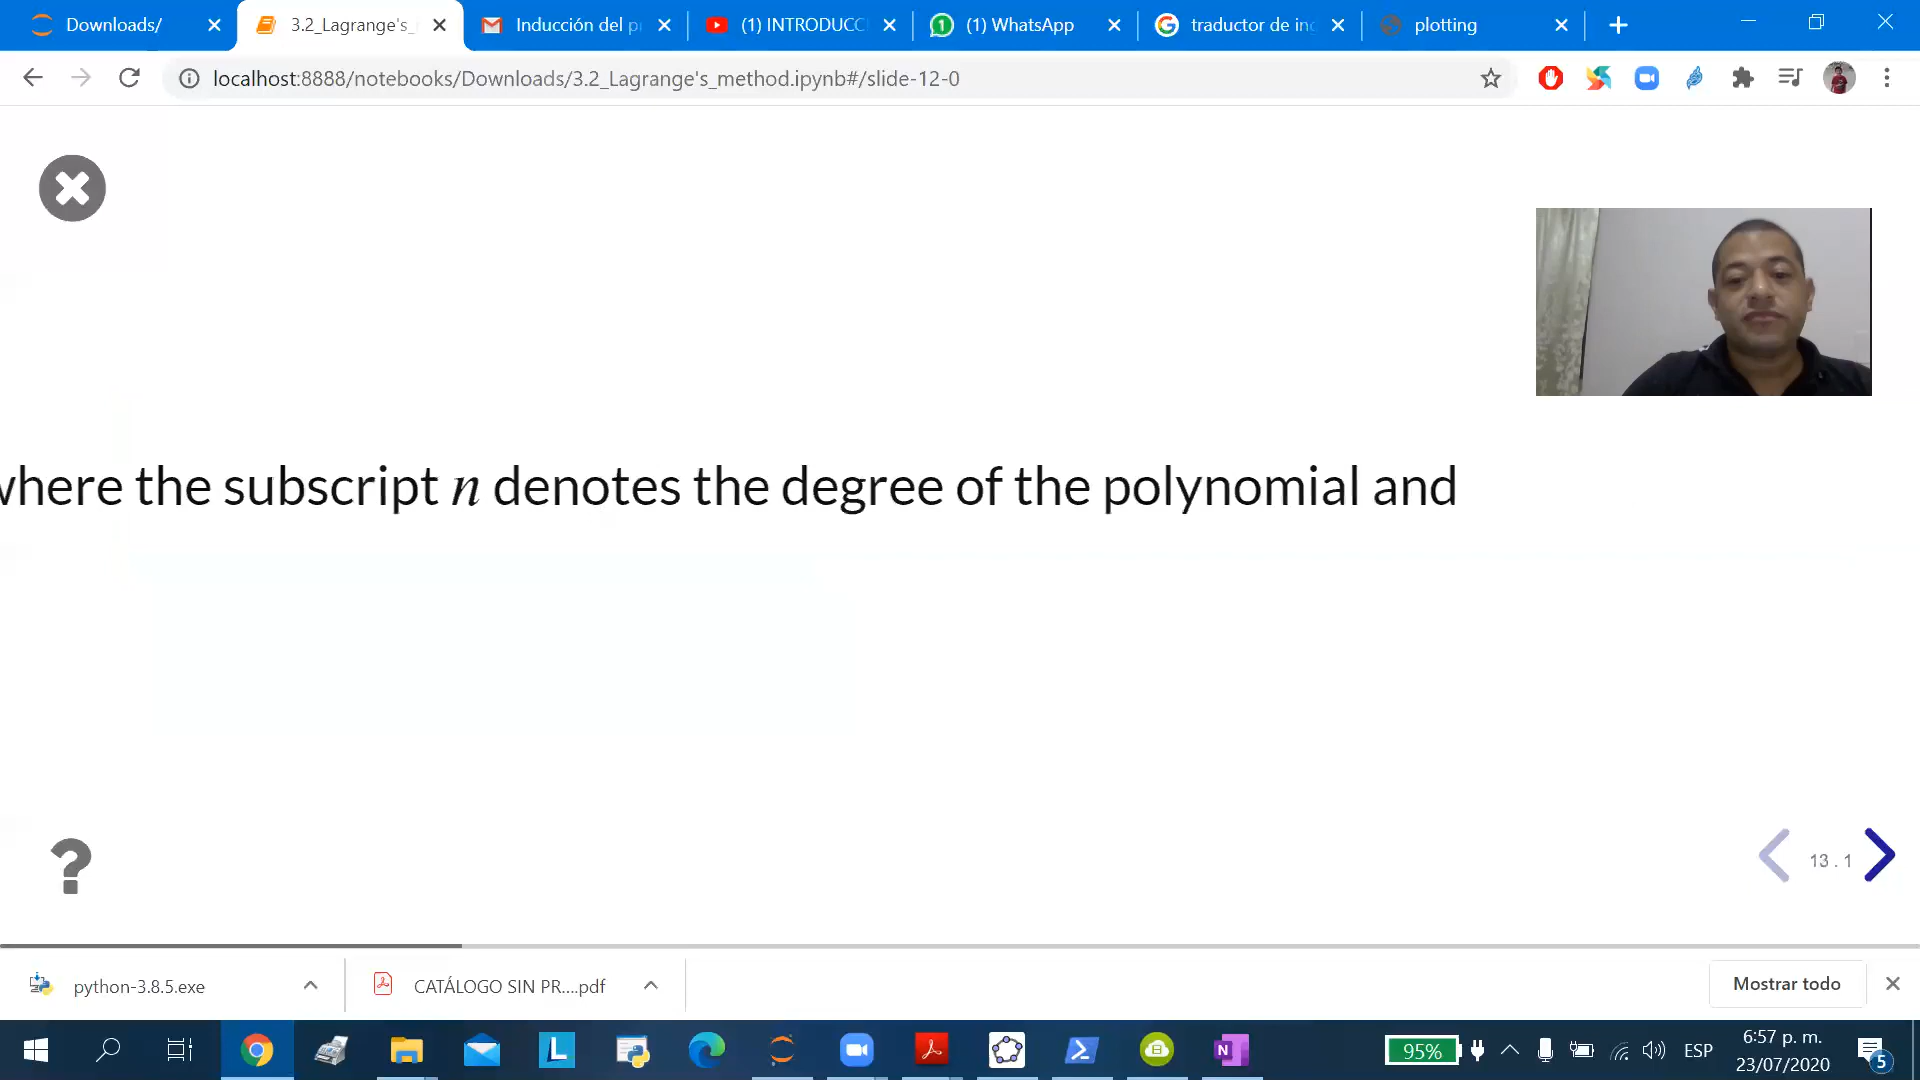 Downloads/
3.2_Lagrange's_
Inducción del p
(1) INTRODUCC
(1) WhatsApp
traductor de in
plotting
localhost:8888/notebooks/Downloads/3.2_Lagrange's_method.ipynb#/slide-12-0
where the subscript n denotes the degree of the polynomial and
?
13 . 1
python-3.8.5.exe
CATÁLOGO SIN PR....pdf
Mostrar todo
95%
ESP
6:57 p. m.
23/07/2020
5